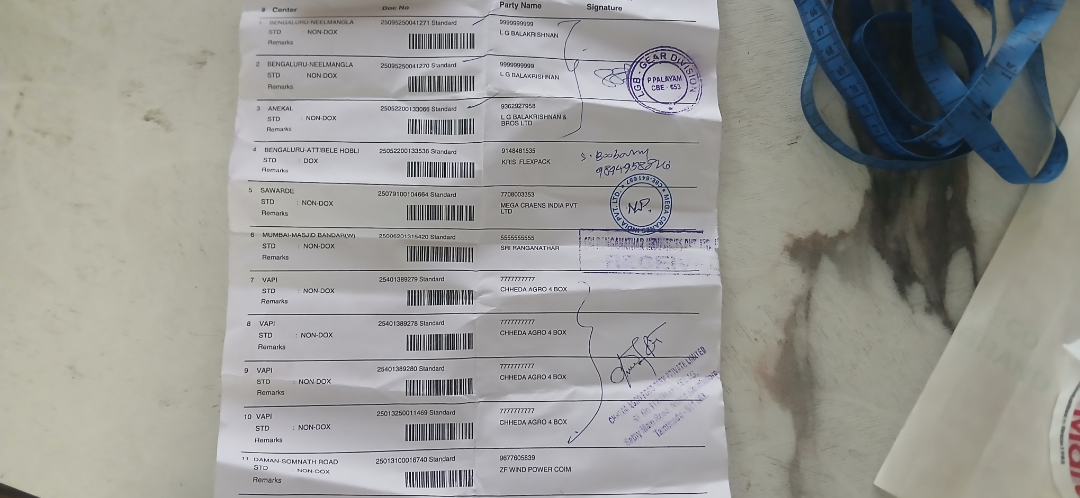 # Center Doc No Party Name Signature
1 BENGALURU-NEELMANGLA 25095250041271 Standard 9999999999
STD : NON-DOX L G BALAKRISHNAN
Remarks
2 BENGALURU-NEELMANGLA 25095250041270 Standard 9999999999
STD : NON-DOX L G BALAKRISHNAN
Remarks
LGB - GEAR DIVISION
P PALAYAM
CBE - 653
3 ANEKAL 25052200133066 Standard 9362927958
STD : NON-DOX L G BALAKRISHNAN &
BROS LTD
Remarks
4 BENGALURU-ATTIBELE HOBLI 25052200133536 Standard 9148481535
STD : DOX KRIS FLEXPACK
Remarks
5 SAWARDE 25079100104664 Standard 7708003353
STD : NON-DOX MEGA CRAENS INDIA PVT
LTD
Remarks
N.P.
6 MUMBAI-MASJID BANDAR(W) 25006201315420 Standard 5555555555
STD : NON-DOX SRI RANGANATHAR
Remarks
7 VAPI 25401389279 Standard 7777777777
STD : NON-DOX CHHEDA AGRO 4 BOX
Remarks
8 VAPI 25401389278 Standard 7777777777
STD : NON-DOX CHHEDA AGRO 4 BOX
Remarks
9 VAPI 25401389280 Standard 7777777777
STD : NON-DOX CHHEDA AGRO 4 BOX
Remarks
10 VAPI 25013250011469 Standard 7777777777
STD : NON-DOX CHHEDA AGRO 4 BOX
Remarks
11 DAMAN-SOMNATH ROAD 25013100016740 Standard 9677605539
STD NON-DOX ZF WIND POWER COIM
Remarks